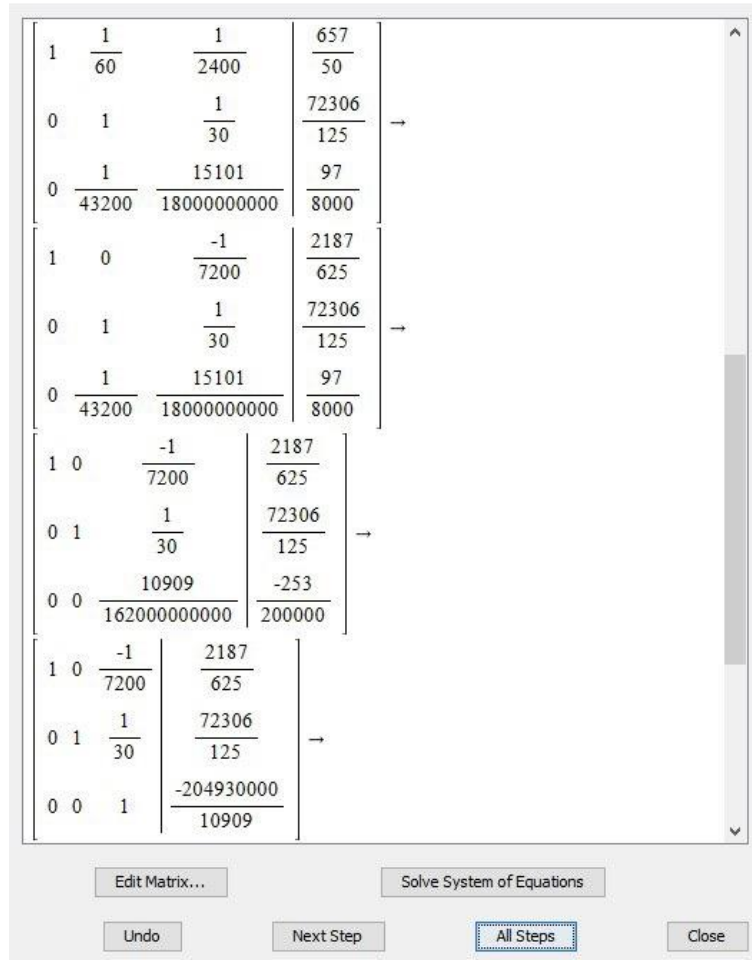 1 1/60 1/2400 | 657/50
0 1 1/30 | 72306/125 →
0 1/43200 15101/18000000000 | 97/8000
1 0 -1/7200 | 2187/625
0 1 1/30 | 72306/125 →
0 1/43200 15101/18000000000 | 97/8000
1 0 -1/7200 | 2187/625
0 1 1/30 | 72306/125 →
0 0 10909/162000000000 | -253/200000
1 0 -1/7200 | 2187/625
0 1 1/30 | 72306/125 →
0 0 1 | -204930000/10909
Edit Matrix... Solve System of Equations
Undo Next Step All Steps Close